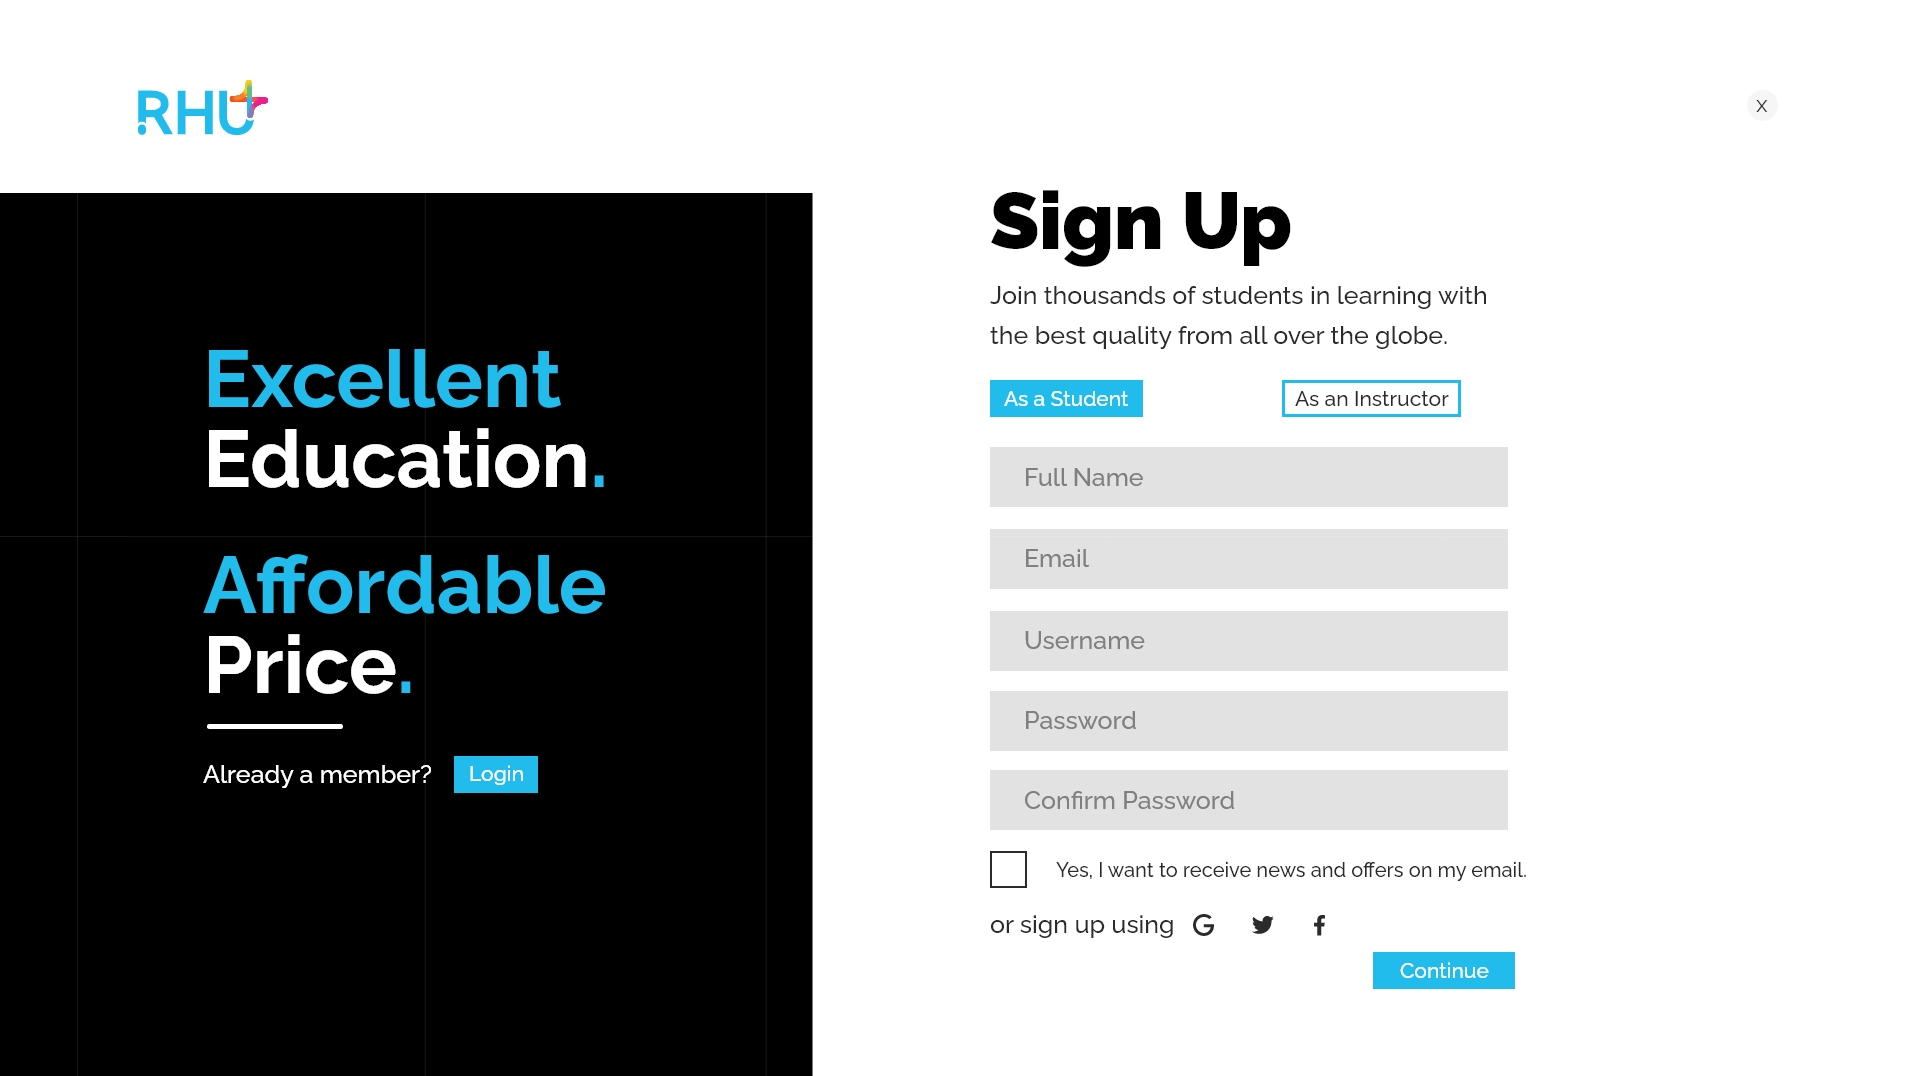 RHU
X
Excellent
Education.
Affordable
Price.
Already a member?
Login
Sign Up
Join thousands of students in learning with
the best quality from all over the globe.
As a Student
As an Instructor
Full Name
Email
Username
Password
Confirm Password
Yes, I want to receive news and offers on my email.
or sign up using
Continue